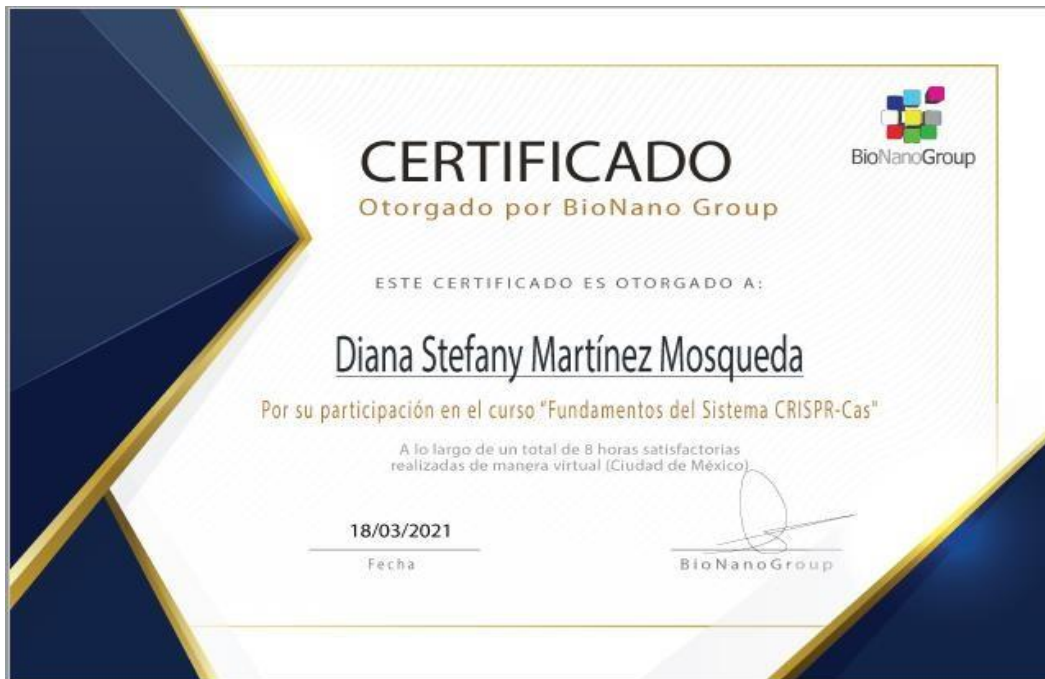 BioNanoGroup
CERTIFICADO
Otorgado por BioNano Group
ESTE CERTIFICADO ES OTORGADO A:
Diana Stefany Martínez Mosqueda
Por su participación en el curso "Fundamentos del Sistema CRISPR-Cas"
A lo largo de un total de 8 horas satisfactorias
realizadas de manera virtual (Ciudad de México)
18/03/2021
Fecha
BioNanoGroup